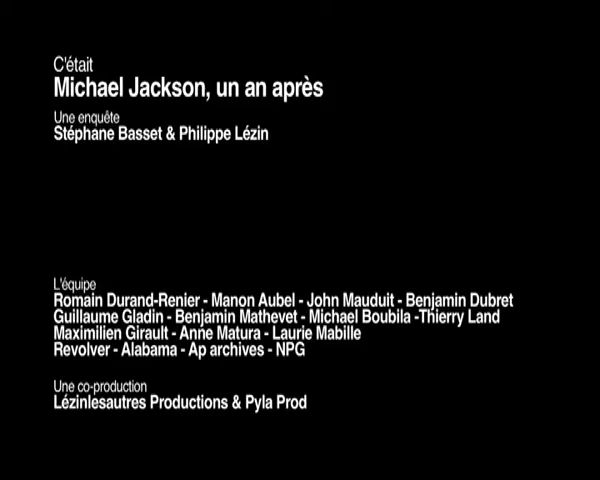 C'était
Michael Jackson, un an après
Une enquête
Stéphane Basset & Philippe Lézin
L'équipe
Romain Durand-Renier - Manon Aubel - John Mauduit - Benjamin Dubret
Guillaume Gladin - Benjamin Mathevet - Michael Boubila -Thierry Land
Maximilien Girault - Anne Matura - Laurie Mabille
Revolver - Alabama - Ap archives - NPG
Une co-production
Lézinlesautres Productions & Pyla Prod